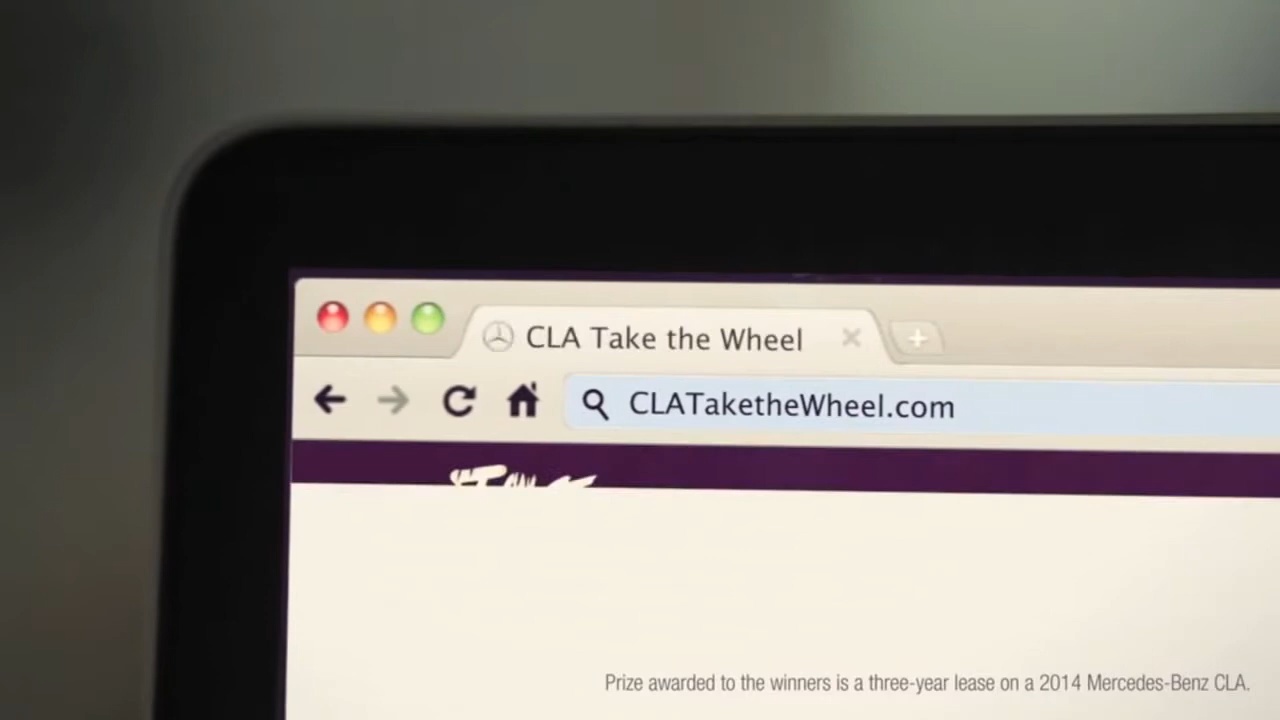 CLA Take the Wheel
CLATaketheWheel.com
Prize awarded to the winners is a three-year lease on a 2014 Mercedes-Benz CLA.